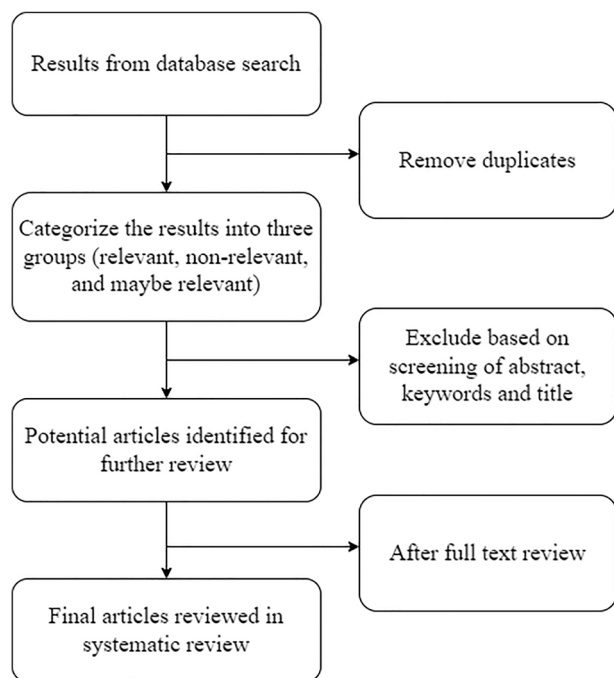 Results from database search
Remove duplicates
Categorize the results into three
groups (relevant, non-relevant,
and maybe relevant)
Exclude based on
screening of abstract,
keywords and title
Potential articles identified for
further review
After full text review
Final articles reviewed in
systematic review